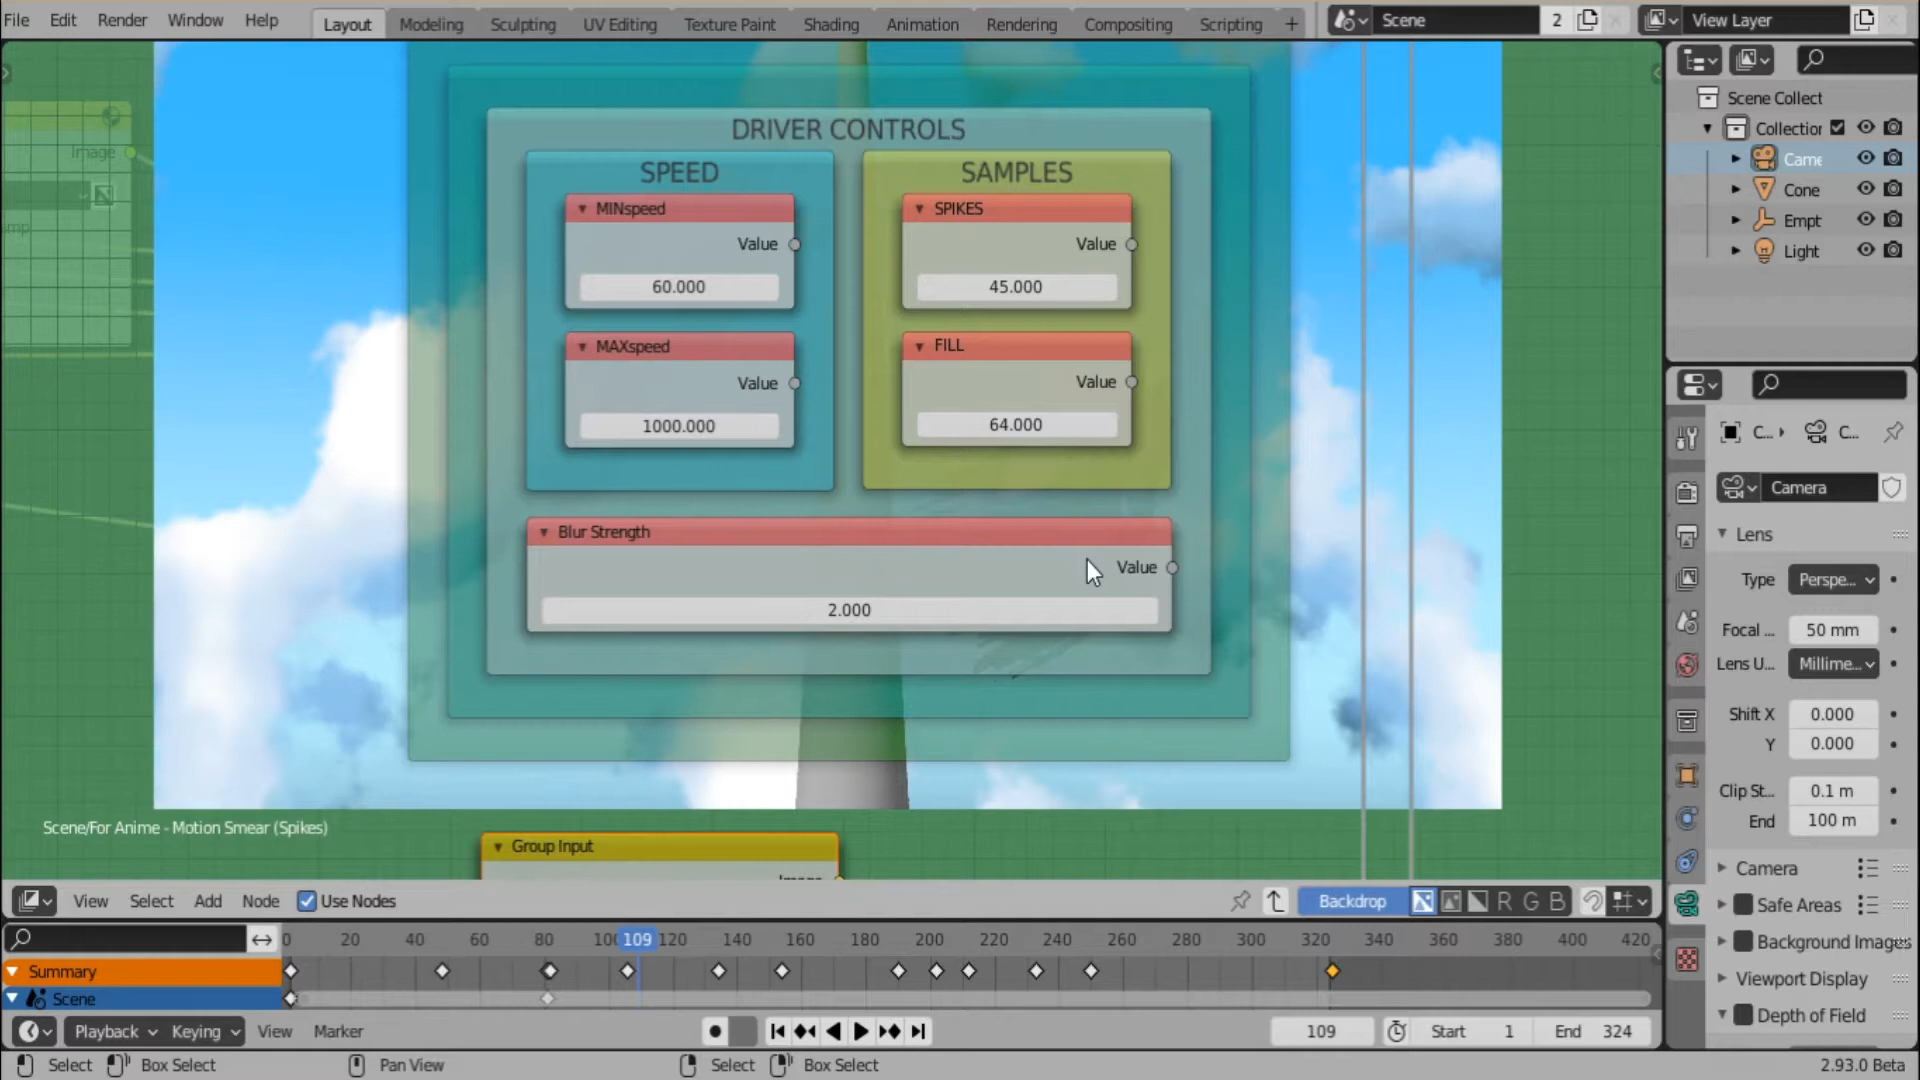 File Edit Render Window Help Layout Modeling Sculpting UV Editing Texture Paint Shading Animation Rendering Compositing Scripting + Scene 2 View Layer
Scene Collect
Collection
Came
Cone
Empt
Light
Image
DRIVER CONTROLS
SPEED
MINspeed
Value
60.000
MAXspeed
Value
1000.000
SAMPLES
SPIKES
Value
45.000
FILL
Value
64.000
Blur Strength
Value
2.000
Scene/For Anime - Motion Smear (Spikes)
Group Input
C... C...
Camera
Lens
Type Perspe...
Focal ... 50 mm
Lens U... Millime...
Shift X 0.000
Y 0.000
Clip St... 0.1 m
End 100 m
Camera
Safe Areas
Background Images
Viewport Display
Depth of Field
View Select Add Node Use Nodes Backdrop R G B
0 20 40 60 80 100 109 120 140 160 180 200 220 240 260 280 300 320 340 360 380 400 420
Summary
Scene
Playback Keying View Marker 109 Start 1 End 324
Select Box Select Pan View Select Box Select 2.93.0 Beta